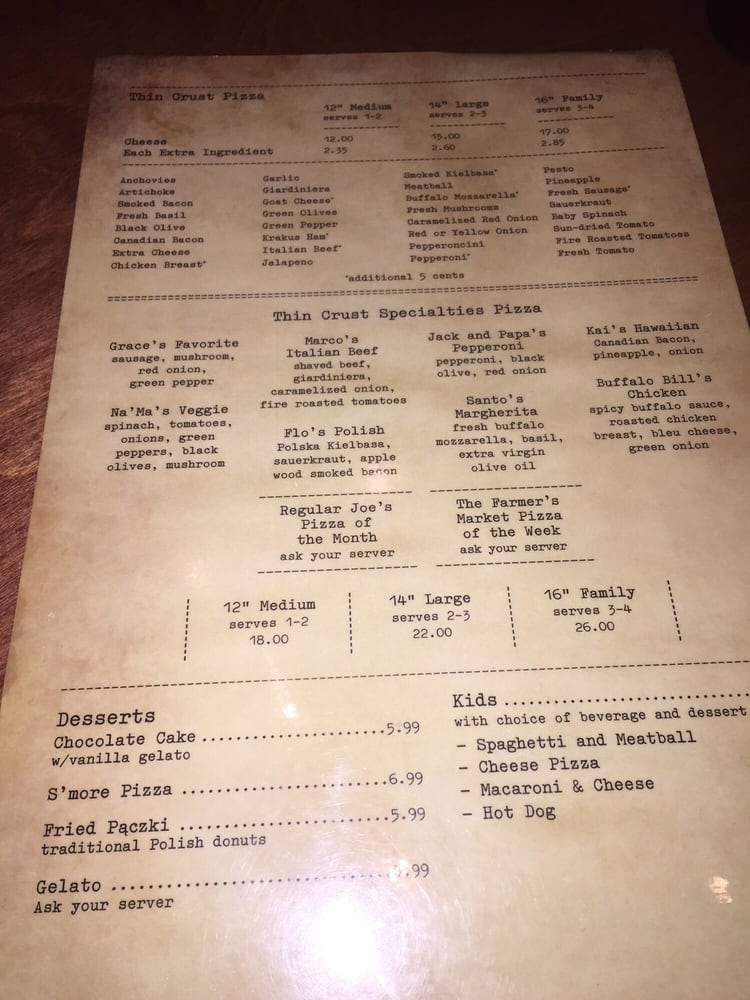 Thin Crust Pizza
12" Medium 14" large 16" Family
serves 1-2 serves 2-3 serves 3-4
Cheese 12.00 15.00 17.00
Each Extra Ingredient 2.35 2.60 2.85
Anchovies
Artichoke
Smoked Bacon
Fresh Basil
Black Olive
Canadian Bacon
Extra Cheese
Chicken Breast*
Garlic
Giardiniera
Goat Cheese*
Green Olives
Green Pepper
Krakus Ham*
Italian Beef*
Jalapeno
Smoked Kielbasa*
Meatball
Buffalo Mozzarella*
Fresh Mushrooms
Caramelized Red Onion
Red or Yellow Onion
Pepperoncini
Pepperoni*
Pesto
Pineapple
Fresh Sausage*
Sauerkraut
Baby Spinach
Sun-dried Tomato
Fire Roasted Tomatoes
Fresh Tomato
*additional 5 cents
Thin Crust Specialties Pizza
Grace's Favorite
sausage, mushroom,
red onion,
green pepper
Na'Ma's Veggie
spinach, tomatoes,
onions, green
peppers, black
olives, mushroom
Marco's
Italian Beef
shaved beef,
giardiniera,
caramelized onion,
fire roasted tomatoes
Flo's Polish
Polska Kielbasa,
sauerkraut, apple
wood smoked bacon
Jack and Papa's
Pepperoni
pepperoni, black
olive, red onion
Santo's
Margherita
fresh buffalo
mozzarella, basil,
extra virgin
olive oil
Kai's Hawaiian
Canadian Bacon,
pineapple, onion
Buffalo Bill's
Chicken
spicy buffalo sauce,
roasted chicken
breast, bleu cheese,
green onion
Regular Joe's
Pizza of
the Month
ask your server
The Farmer's
Market Pizza
of the Week
ask your server
12" Medium
serves 1-2
18.00
14" Large
serves 2-3
22.00
16" Family
serves 3-4
26.00
Desserts
Chocolate Cake.....................5.99
w/vanilla gelato
S'more Pizza .......................6.99
Fried Pączki .......................5.99
traditional Polish donuts
Gelato .............................
Ask your server
Kids ..........................
with choice of beverage and dessert
- Spaghetti and Meatball
- Cheese Pizza
- Macaroni & Cheese
- Hot Dog